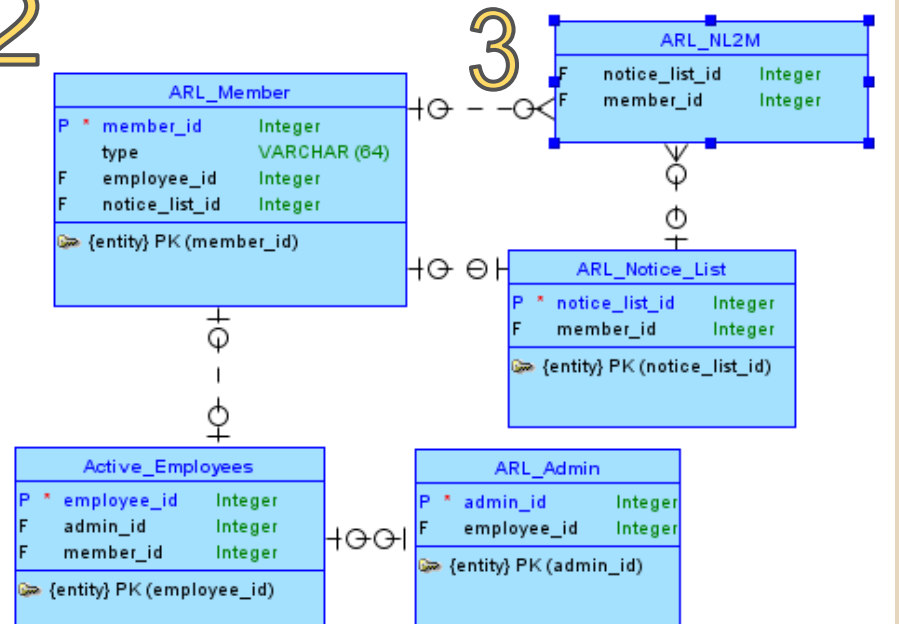 2
3
ARL_NL2M
F notice_list_id Integer
F member_id Integer
ARL_Member
P * member_id Integer
type VARCHAR (64)
F employee_id Integer
F notice_list_id Integer
{entity} PK (member_id)
ARL_Notice_List
P * notice_list_id Integer
F member_id Integer
{entity} PK (notice_list_id)
Active_Employees
P * employee_id Integer
F admin_id Integer
F member_id Integer
{entity} PK (employee_id)
ARL_Admin
P * admin_id Integer
F employee_id Integer
{entity} PK (admin_id)